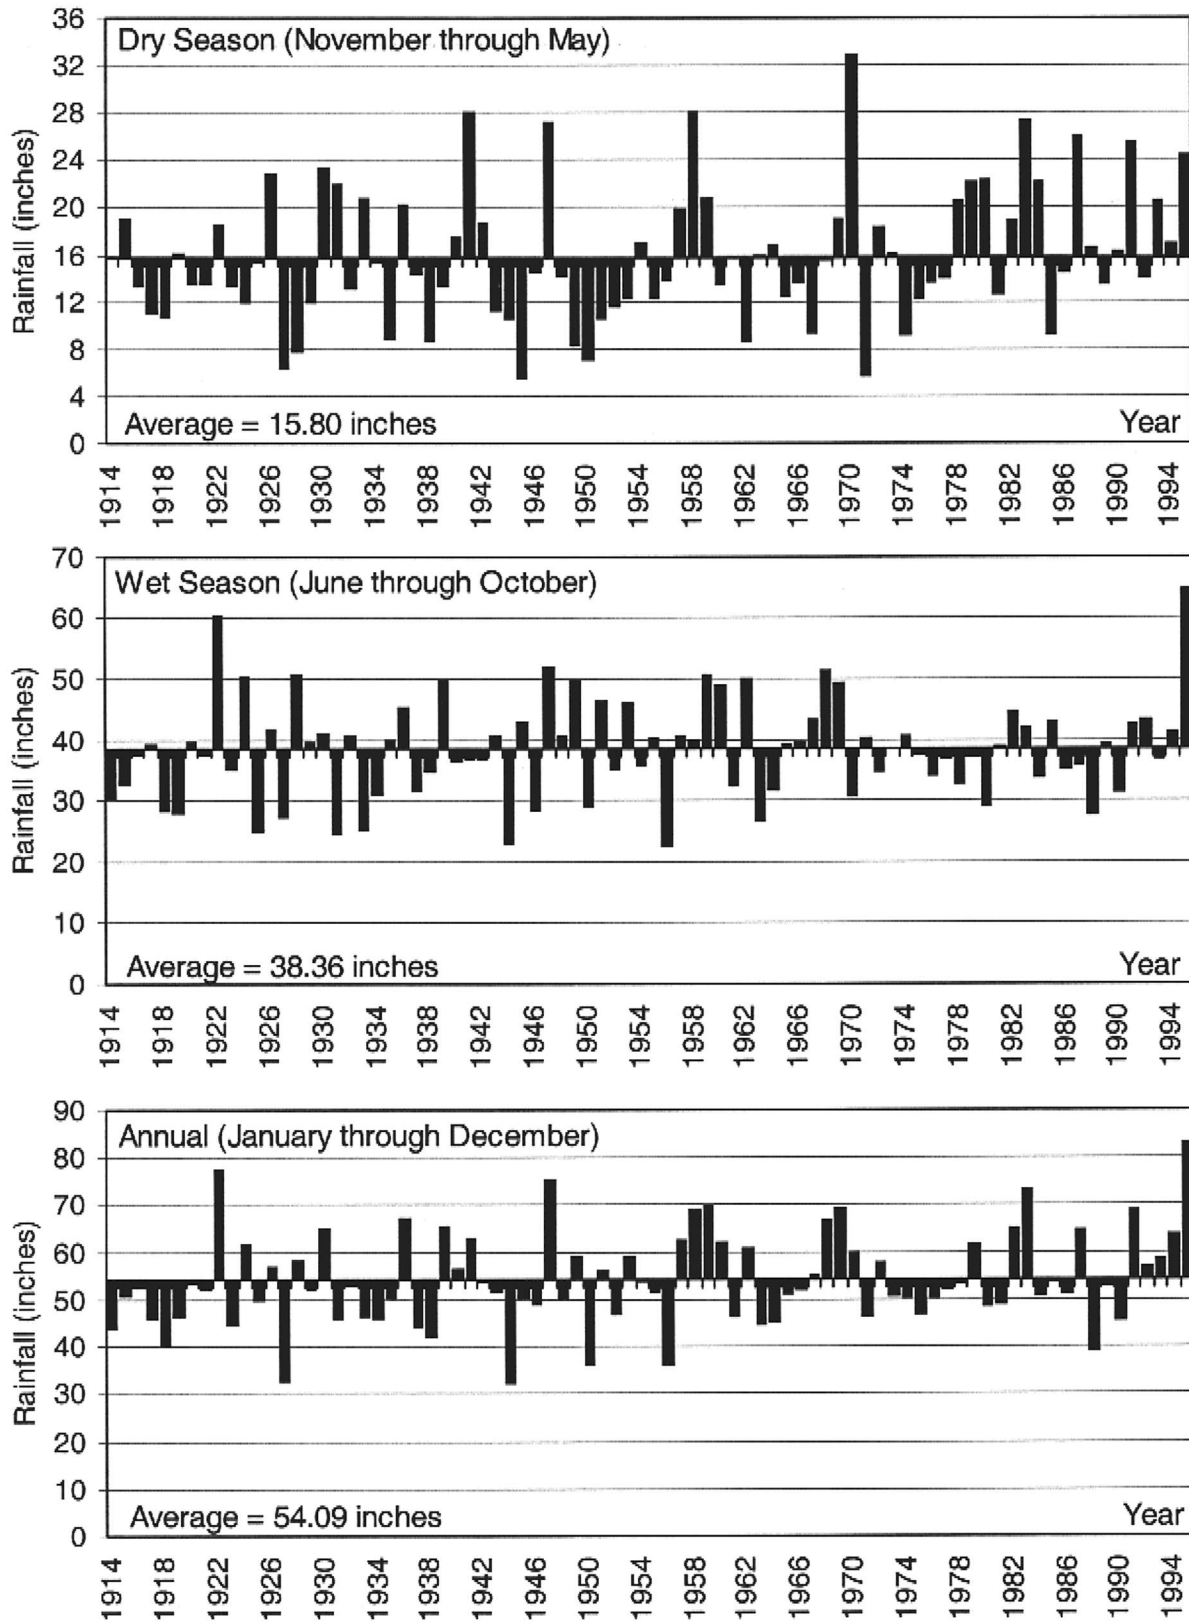 36
Dry Season (November through May)
32
28
24
20
16
12
8
4
0
Rainfall (inches)
Average = 15.80 inches
Year
1914 1918 1922 1926 1930 1934 1938 1942 1946 1950 1954 1958 1962 1966 1970 1974 1978 1982 1986 1990 1994
70
Wet Season (June through October)
60
50
40
30
20
10
0
Rainfall (inches)
Average = 38.36 inches
Year
1914 1918 1922 1926 1930 1934 1938 1942 1946 1950 1954 1958 1962 1966 1970 1974 1978 1982 1986 1990 1994
90
Annual (January through December)
80
70
60
50
40
30
20
10
0
Rainfall (inches)
Average = 54.09 inches
Year
1914 1918 1922 1926 1930 1934 1938 1942 1946 1950 1954 1958 1962 1966 1970 1974 1978 1982 1986 1990 1994